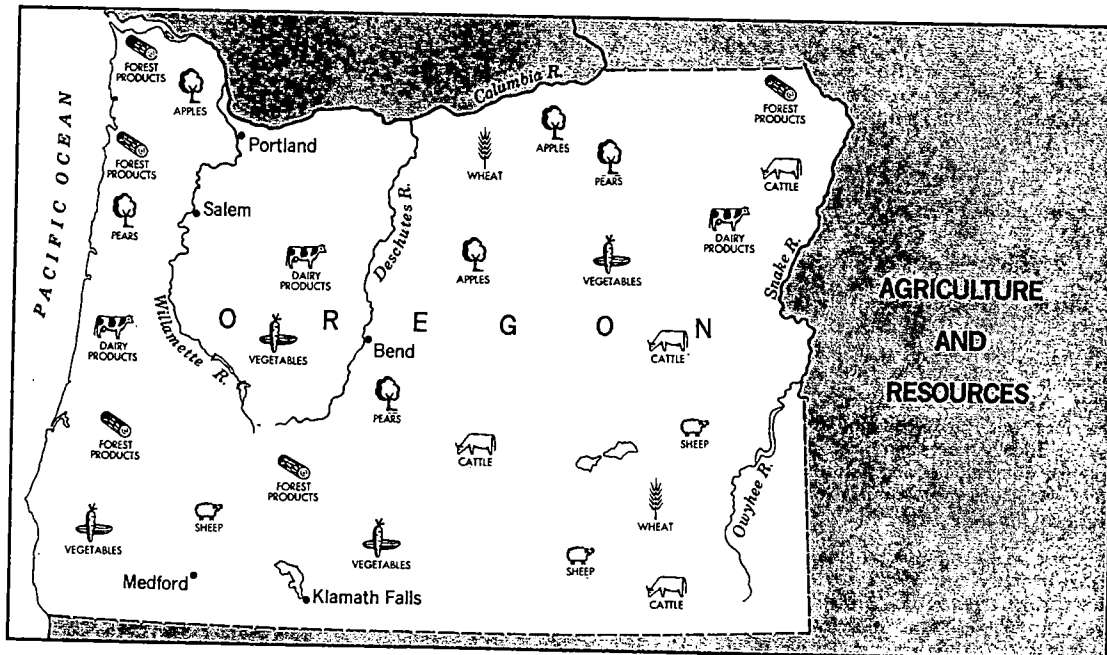 PACIFIC OCEAN
FOREST
PRODUCTS
APPLES
Columbia R.
FOREST
PRODUCTS
Portland
FOREST
PRODUCTS
WHEAT
APPLES
PEARS
CATTLE
Salem
PEARS
Deschutes R.
DAIRY
PRODUCTS
DAIRY
PRODUCTS
APPLES
VEGETABLES
Snake R.
AGRICULTURE
AND
RESOURCES
Willamette R.
OREGON
DAIRY
PRODUCTS
VEGETABLES
Bend
CATTLE
PEARS
FOREST
PRODUCTS
CATTLE
SHEEP
FOREST
PRODUCTS
Owyhee R.
VEGETABLES
SHEEP
VEGETABLES
WHEAT
SHEEP
Medford
Klamath Falls
CATTLE